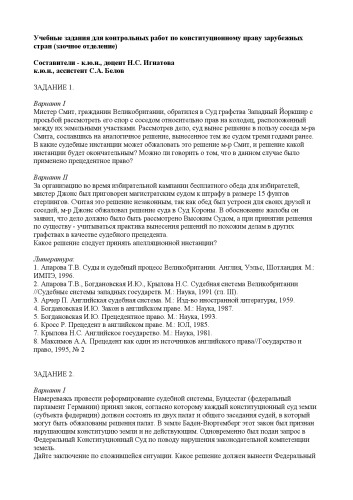 Учебные задания для контрольных работ по конституционному праву зарубежных
стран (заочное отделение)
Составители - к.ю.н., доцент Н.С. Игнатова
к.ю.н., ассистент С.А. Белов
ЗАДАНИЕ 1.
Вариант I
Мистер Смит, гражданин Великобритании, обратился в Суд графства Западный Йоркшир с
просьбой рассмотреть его спор с соседом относительно прав на колодец, расположенный
между их земельными участками. Рассмотрев дело, суд вынес решение в пользу соседа м-ра
Смита, сославшись на аналогичное решение, вынесенное тем же судом тремя годами ранее.
В какие судебные инстанции может обжаловать это решение м-р Смит, и решение какой
инстанции будет окончательным? Можно ли говорить о том, что в данном случае было
применено прецедентное право?
Вариант II
За организацию во время избирательной кампании бесплатного обеда для избирателей,
мистер Джонс был приговорен магистратским судом к штрафу в размере 15 фунтов
стерлингов. Считая это решение незаконным, так как обед был устроен для своих друзей и
соседей, м-р Джонс обжаловал решение суда в Суд Короны. В обоснование жалобы он
заявил, что дело должно было быть рассмотрено Высоким Судом, а при принятии решения
по существу - учитываться практика вынесения решений по похожим делам в других
графствах в качестве судебного прецедента.
Какое решение следует принять апелляционной инстанции?
Литература
1. Апарова Т.В. Суды и судебный процесс Великобритании. Англия, Уэльс, Шотландия. М.:
ИМПЭ, 1996.
2. Апарова Т.В., Богдановская И.Ю., Крылова Н.С. Судебная система Великобритании
//Судебные системы западных государств. М.: Наука, 1991 (гл. III).
3. Арчер П. Английская судебная система. М.: Изд-во иностранной литературы, 1959.
4. Богдановская И.Ю. Закон в английском праве. М.: Наука, 1987.
5. Богдановская И.Ю. Прецедентное право. М.: Наука, 1993.
6. Кросс Р. Прецедент в английском праве. М.: ЮЛ, 1985.
7. Крылова Н.С. Английское государство. М.: Наука, 1981.
8. Максимов А.А. Прецедент как один из источников английского права//Государство и
право, 1995, № 2
ЗАДАНИЕ 2.
Вариант I
Намереваясь провести реформирование судебной системы, Бундестаг (федеральный
парламент Германии) принял закон, согласно которому каждый конституционный суд земли
(субъекта федерации) должен состоять из двух палат и общего заседания судей, в который
могут быть обжалованы решения палат. В земле Баден-Вюртемберг этот закон был признан
нарушающим конституцию земли и не действующим. Одновременно был подан запрос в
Федеральный Конституционный Суд по поводу нарушения законодательной компетенции
земель.
Дайте заключение по сложившейся ситуации. Какое решение должен вынести Федеральный